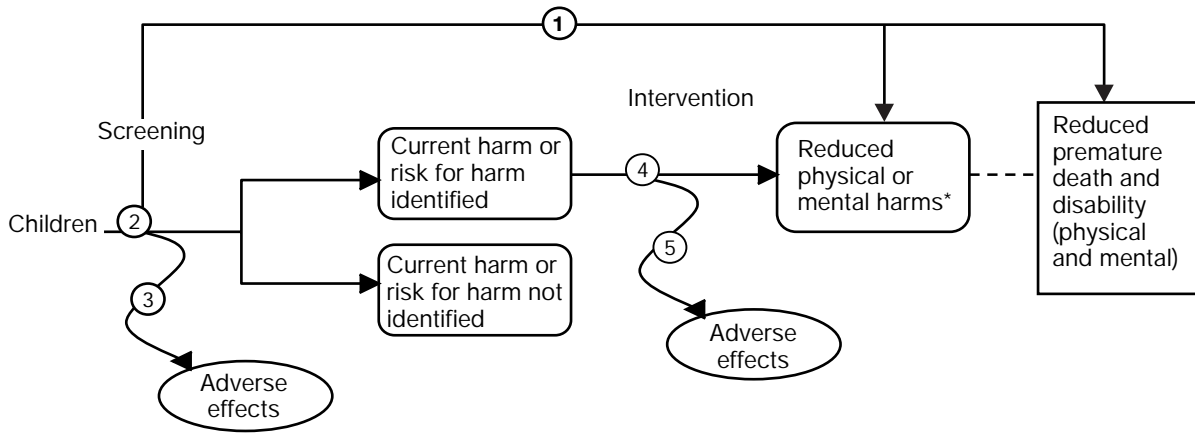 1
Screening
Intervention
Children
2
3
Adverse
effects
Current harm or
risk for harm
identified
Current harm or
risk for harm not
identified
4
5
Adverse
effects
Reduced
physical or
mental harms*
Reduced
premature
death and
disability
(physical
and mental)